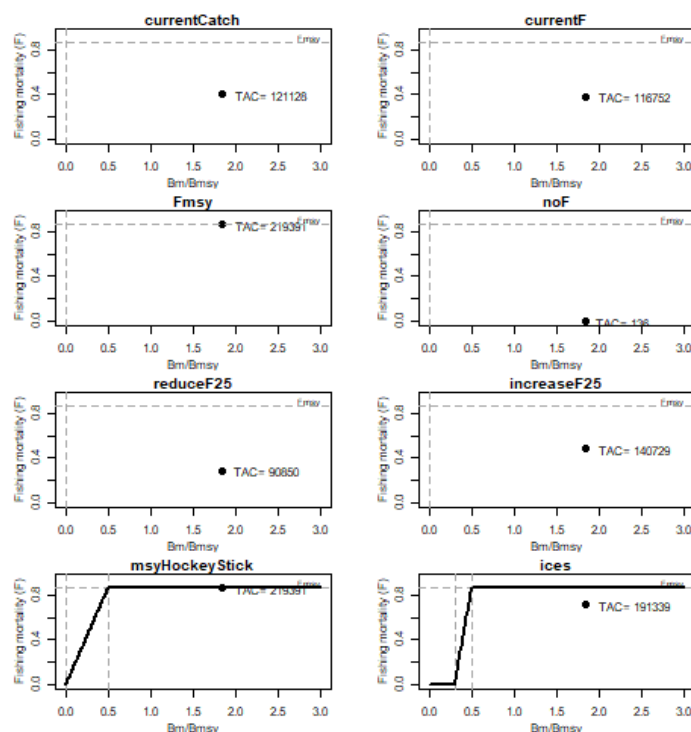 currentCatch
currentF
Fmsy
Fmsy
TAC= 121128
TAC= 116752
Fishing mortality (F)
Fishing mortality (F)
0.0 0.4 0.8
0.0 0.4 0.8
0.0 0.5 1.0 1.5 2.0 2.5 3.0
0.0 0.5 1.0 1.5 2.0 2.5 3.0
Bm/Bmsy
Bm/Bmsy
Fmsy
noF
Fmsy
TAC= 219391
TAC= 136
Fishing mortality (F)
Fishing mortality (F)
0.0 0.4 0.8
0.0 0.4 0.8
0.0 0.5 1.0 1.5 2.0 2.5 3.0
0.0 0.5 1.0 1.5 2.0 2.5 3.0
Bm/Bmsy
Bm/Bmsy
reduceF25
increaseF25
Fmsy
Fmsy
TAC= 90850
TAC= 140729
Fishing mortality (F)
Fishing mortality (F)
0.0 0.4 0.8
0.0 0.4 0.8
0.0 0.5 1.0 1.5 2.0 2.5 3.0
0.0 0.5 1.0 1.5 2.0 2.5 3.0
Bm/Bmsy
Bm/Bmsy
msyHockeyStick
ices
Fmsy
TAC= 219391
TAC= 191339
Fishing mortality (F)
Fishing mortality (F)
0.0 0.4 0.8
0.0 0.4 0.8
0.0 0.5 1.0 1.5 2.0 2.5 3.0
0.0 0.5 1.0 1.5 2.0 2.5 3.0
Bm/Bmsy
Bm/Bmsy